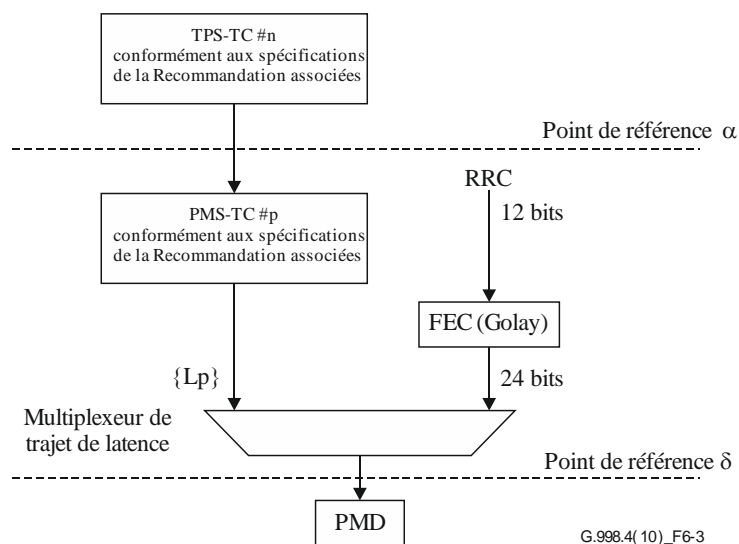 TPS-TC #n
conformément aux spécifications
de la Recommandation associées
Point de référence α
RRC
12 bits
PMS-TC #p
conformément aux spécifications
de la Recommandation associées
FEC (Golay)
{Lp}
24 bits
Multiplexeur de
trajet de latence
Point de référence δ
PMD
G.998.4(10)_F6-3